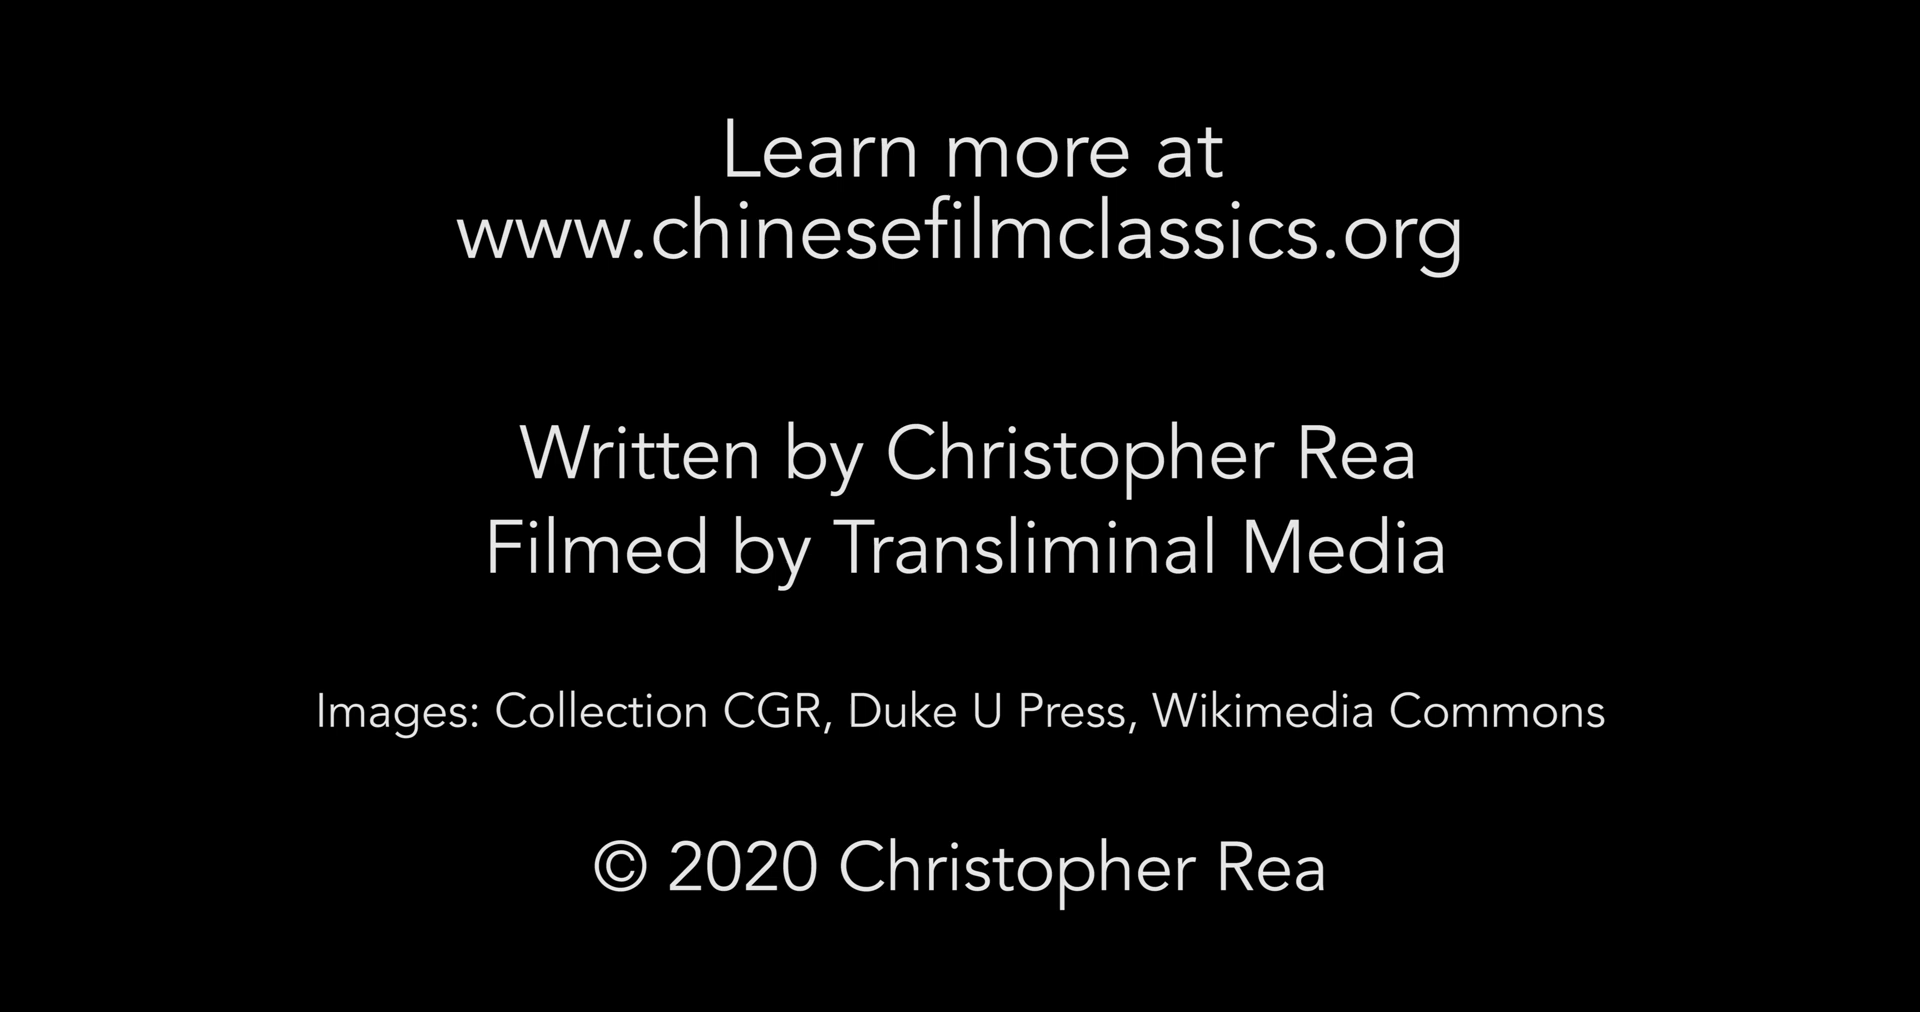 Learn more at
www.chinesefilmclassics.org
Written by Christopher Rea
Filmed by Transliminal Media
Images: Collection CGR, Duke U Press, Wikimedia Commons
© 2020 Christopher Rea